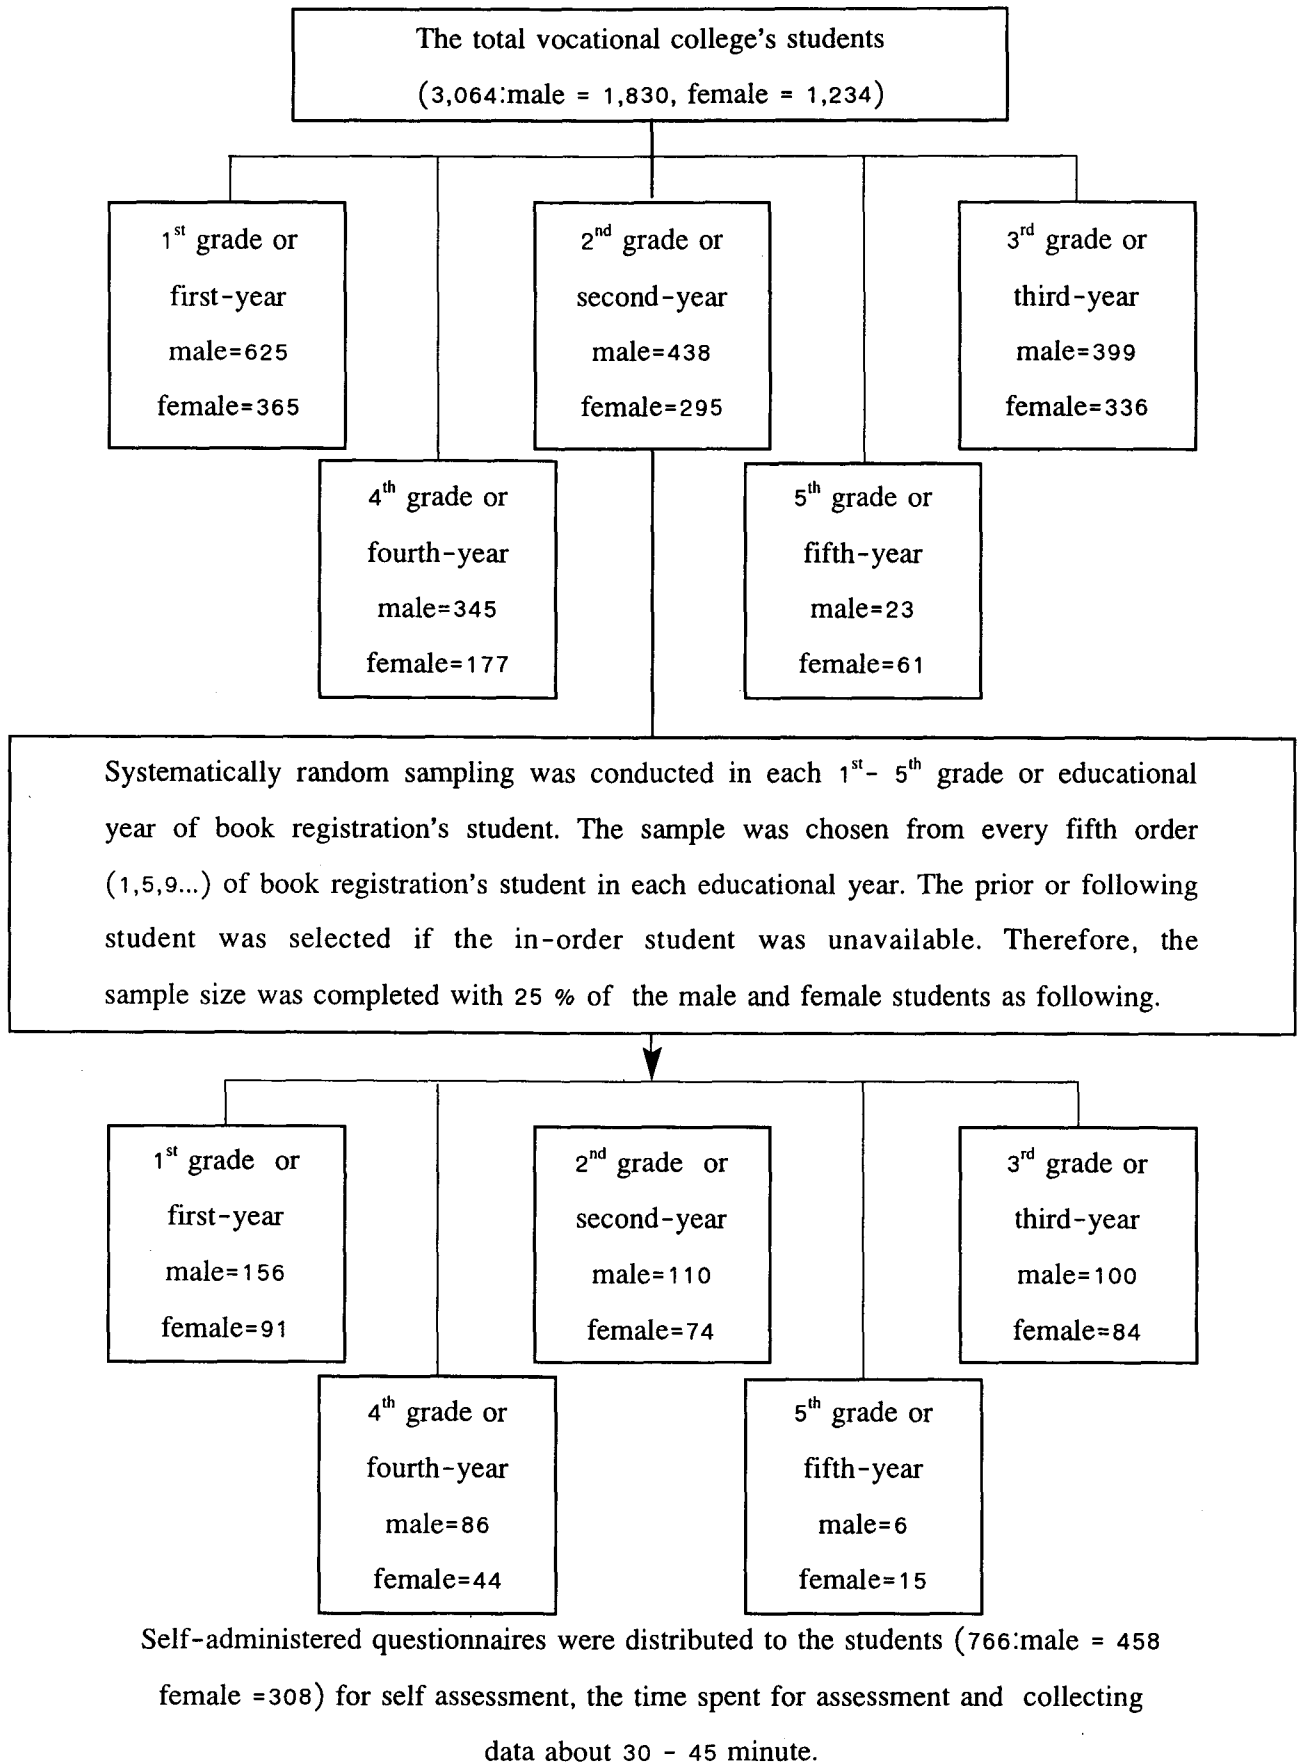 The total vocational college's students
(3,064:male = 1,830, female = 1,234)
1st grade or
first-year
male=625
female=365
2nd grade or
second-year
male=438
female=295
3rd grade or
third-year
male=399
female=336
4th grade or
fourth-year
male=345
female=177
5th grade or
fifth-year
male=23
female=61
Systematically random sampling was conducted in each 1st- 5th grade or educational
year of book registration's student. The sample was chosen from every fifth order
(1,5,9...) of book registration's student in each educational year. The prior or following
student was selected if the in-order student was unavailable. Therefore, the
sample size was completed with 25 % of the male and female students as following.
1st grade or
first-year
male=156
female=91
2nd grade or
second-year
male=110
female=74
3rd grade or
third-year
male=100
female=84
4th grade or
fourth-year
male=86
female=44
5th grade or
fifth-year
male=6
female=15
Self-administered questionnaires were distributed to the students (766:male = 458
female =308) for self assessment, the time spent for assessment and collecting
data about 30 - 45 minute.